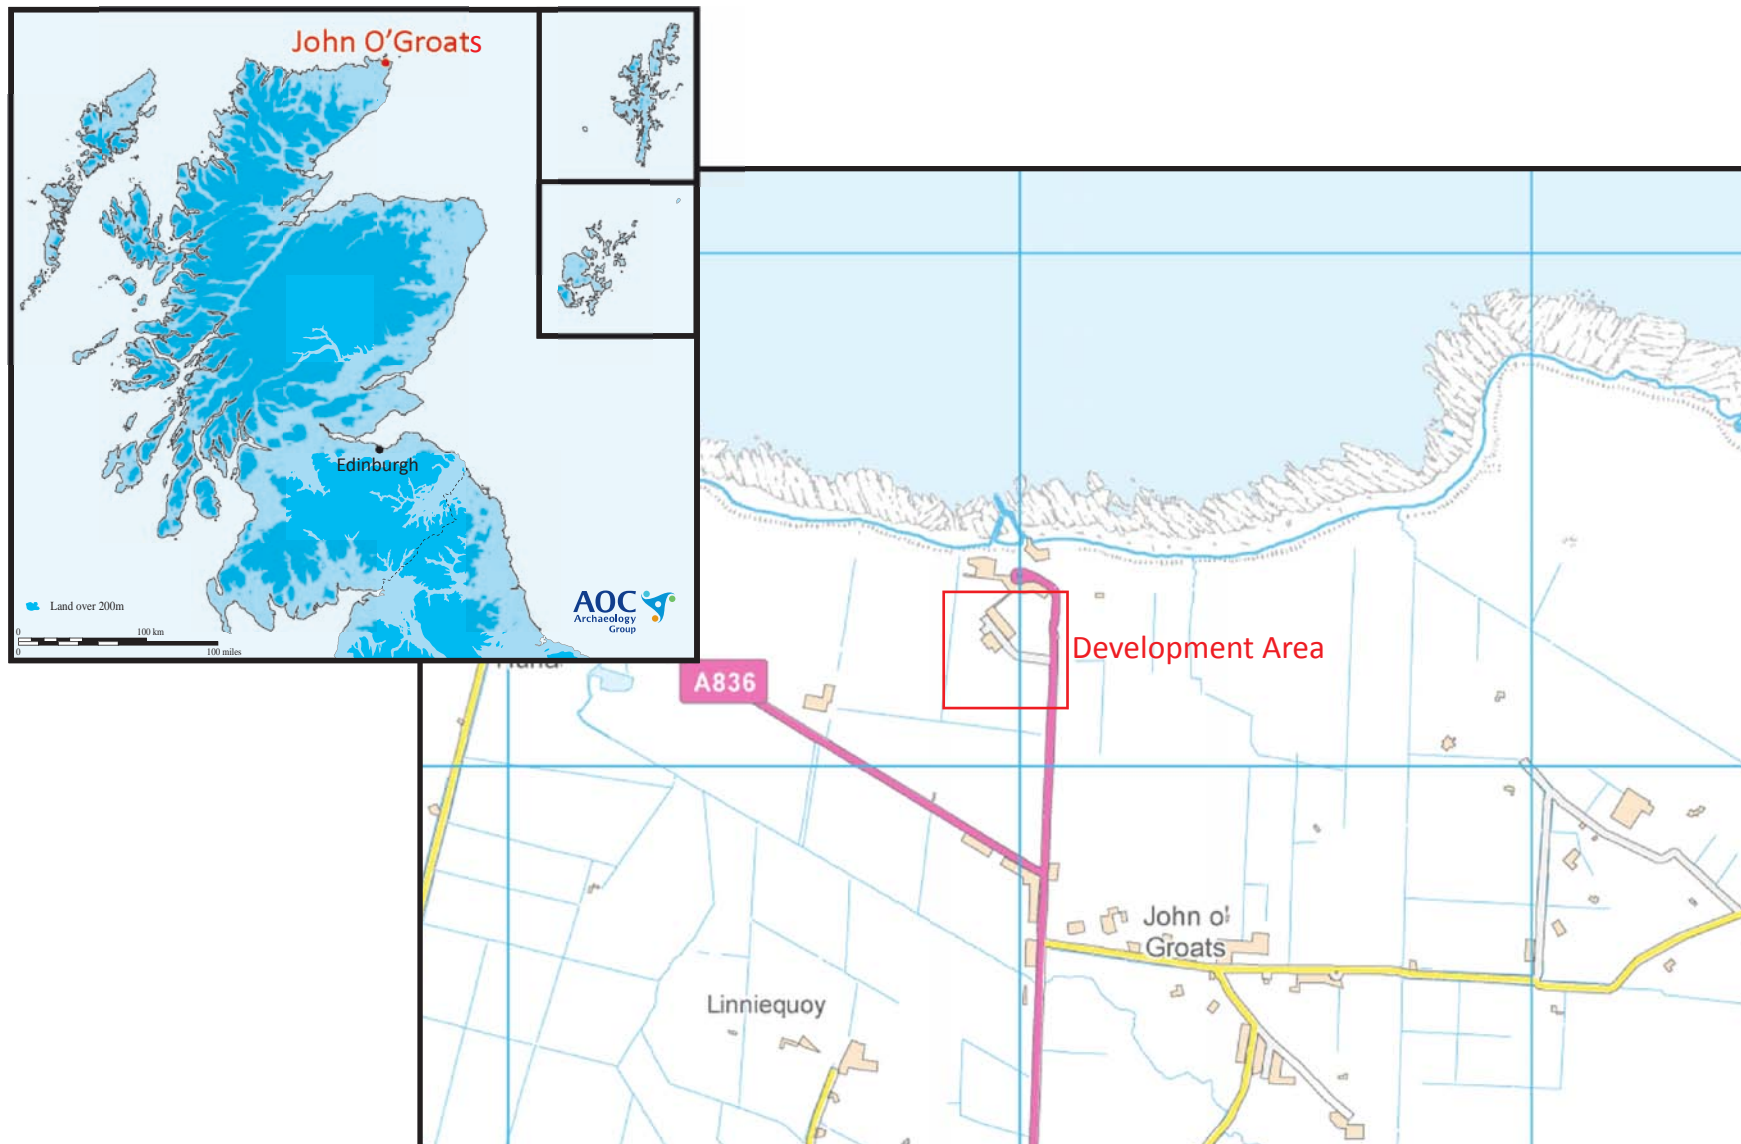 John O'Groats
Edinburgh
Land over 200m
0
100 km
0
100 miles
AOC
Archaeology
Group
A836
Development Area
John o'
Groats
Linniequoy